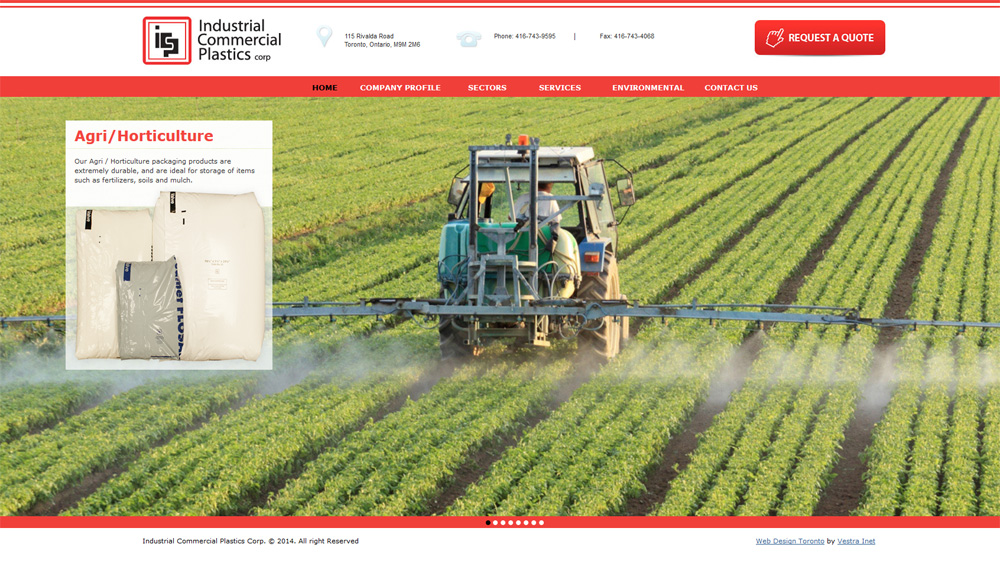 icp
Industrial
Commercial
Plastics corp
115 Rivalda Road
Toronto, Ontario, M9M 2M6
Phone: 416-743-9595 | Fax: 416-743-4068
REQUEST A QUOTE
HOME COMPANY PROFILE SECTORS SERVICES ENVIRONMENTAL CONTACT US
Agri/Horticulture
Our Agri / Horticulture packaging products are
extremely durable, and are ideal for storage of items
such as fertilizers, soils and mulch.
Industrial Commercial Plastics Corp. © 2014. All right Reserved
Web Design Toronto by Vestra Inet